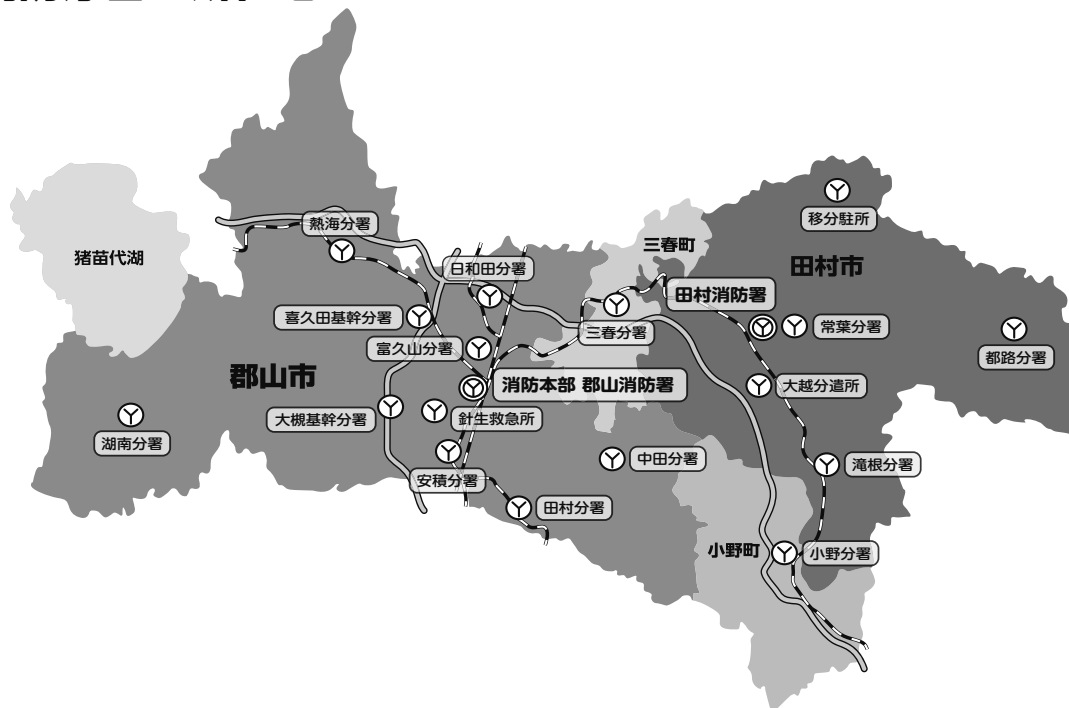 熱海分署
猪苗代湖
日和田分署
喜久田基幹分署
富久山分署
郡山市
消防本部 郡山消防署
大槻基幹分署
針生救急所
湖南分署
安積分署
田村分署
中田分署
三春町
三春分署
田村消防署
田村市
移分駐所
常葉分署
都路分署
大越分遣所
滝根分署
小野町
小野分署